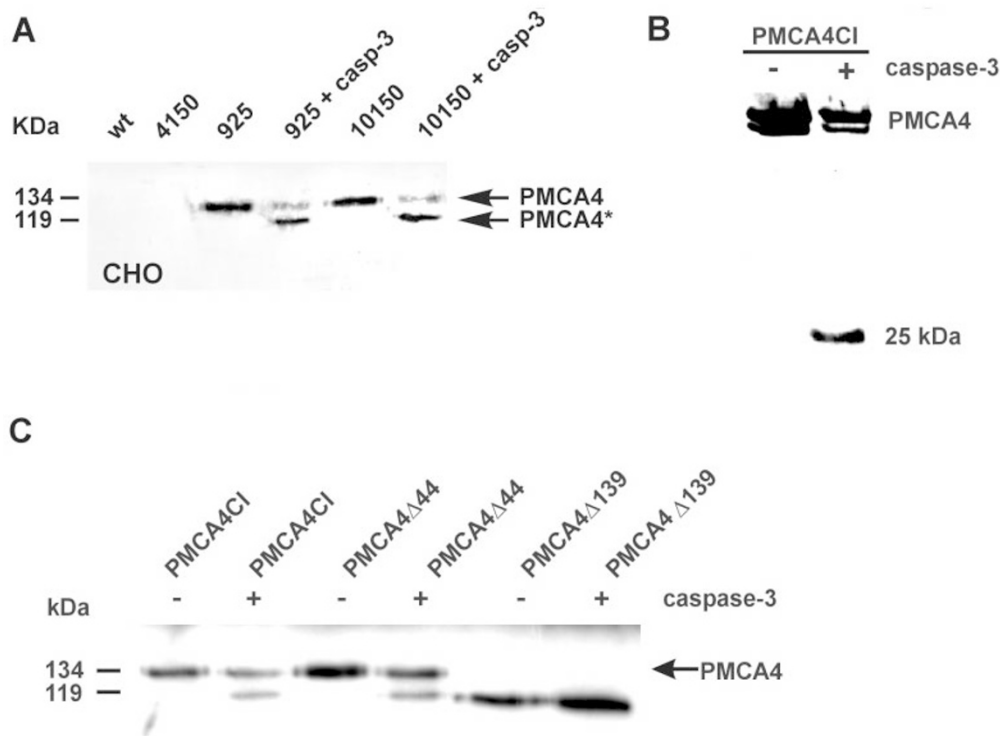 A
KDa
wt
4150
925
925 + casp-3
10150
10150 + casp-3
134
119
PMCA4
PMCA4*
CHO
B
PMCA4CI
- +
caspase-3
PMCA4
25 kDa
C
PMCA4CI
PMCA4CI
PMCA4Δ44
PMCA4Δ44
PMCA4Δ139
PMCA4 Δ139
kDa
- + - + - +
caspase-3
134
119
PMCA4